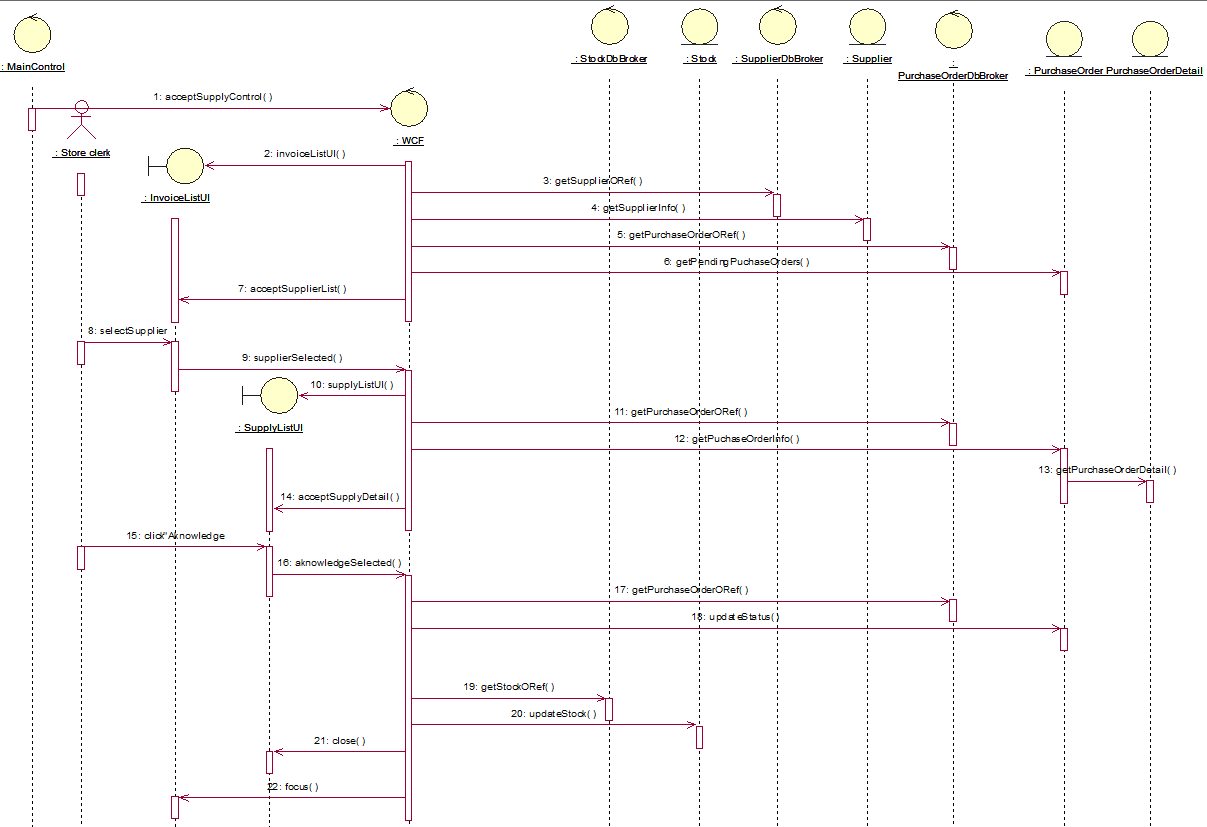 : MainControl
: Store clerk
: InvoiceListUI
: WCF
: StockDbBroker
: Stock
: SupplierDbBroker
: Supplier
:
PurchaseOrderDbBroker
: PurchaseOrder
PurchaseOrderDetail
1: acceptSupplyControl( )
2: invoiceListUI( )
3: getSupplierORef( )
4: getSupplierInfo( )
5: getPurchaseOrderORef( )
6: getPendingPuchaseOrders( )
7: acceptSupplierList( )
8: selectSupplier
9: supplierSelected( )
10: supplyListUI( )
: SupplyListUI
11: getPurchaseOrderORef( )
12: getPuchaseOrderInfo( )
13: getPurchaseOrderDetail( )
14: acceptSupplyDetail( )
15: click"Aknowledge
16: aknowledgeSelected( )
17: getPurchaseOrderORef( )
18: updateStatus( )
19: getStockORef( )
20: updateStock( )
21: close( )
22: focus( )